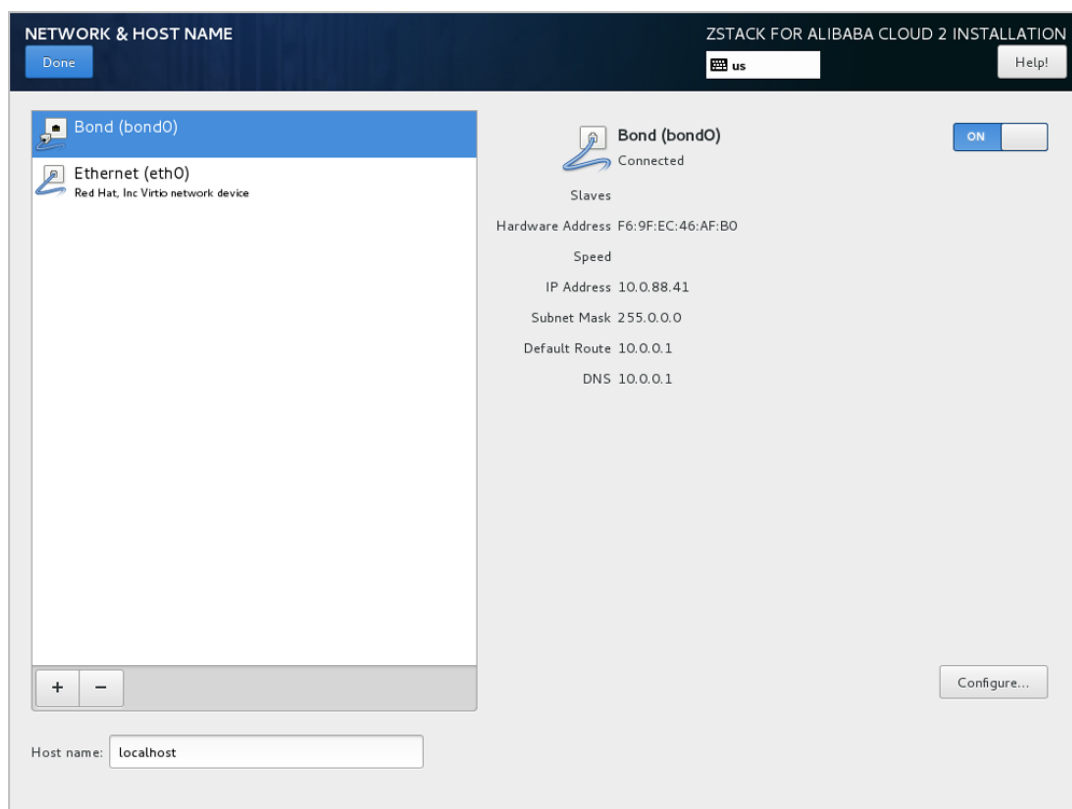 NETWORK & HOST NAME
ZSTACK FOR ALIBABA CLOUD 2 INSTALLATION
Done
us
Help!
Bond (bond0)
Ethernet (eth0)
Red Hat, Inc Virtio network device
Bond (bond0)
Connected
ON
Slaves
Hardware Address F6:9F:EC:46:AF:B0
Speed
IP Address 10.0.88.41
Subnet Mask 255.0.0.0
Default Route 10.0.0.1
DNS 10.0.0.1
+ −
Configure...
Host name: localhost